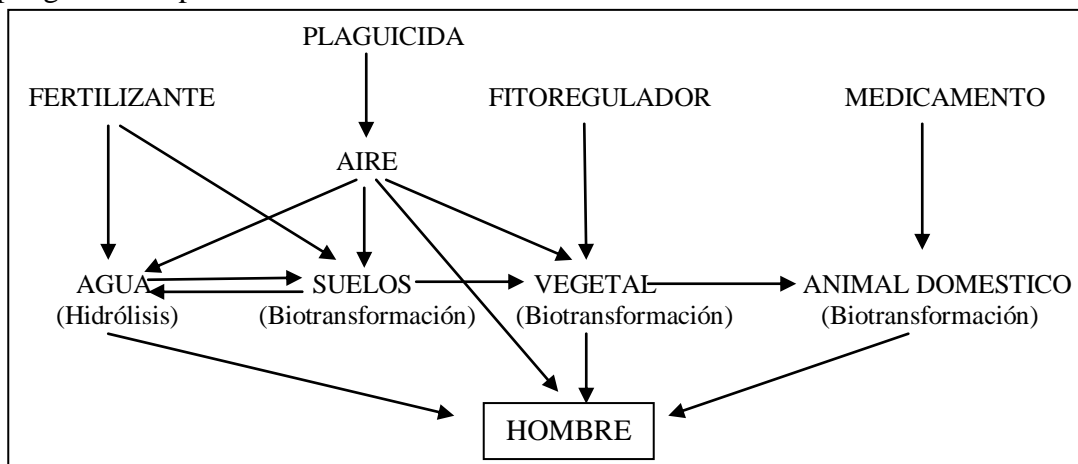 PLAGUICIDA
FERTILIZANTE FITOREGULADOR MEDICAMENTO
AIRE
AGUA SUELOS VEGETAL ANIMAL DOMESTICO
(Hidrólisis) (Biotransformación) (Biotransformación) (Biotransformación)
HOMBRE